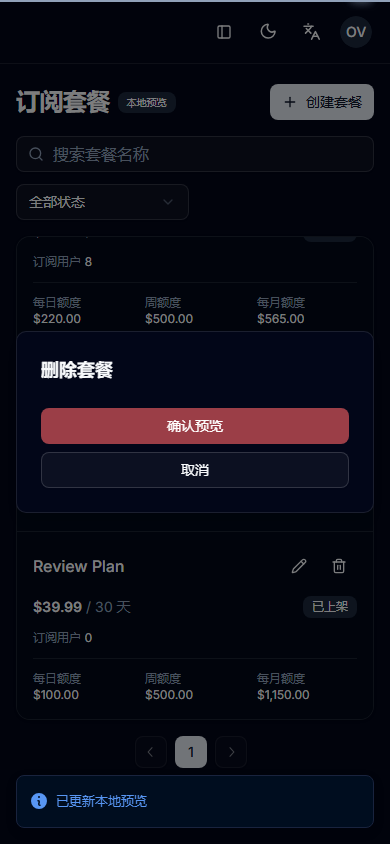 OV
订阅套餐 本地预览 创建套餐
搜索套餐名称
全部状态
订阅用户 8
每日额度 周额度 每月额度
$220.00 $500.00 $565.00
删除套餐
确认预览
取消
Review Plan
$39.99 / 30 天 已上架
订阅用户 0
每日额度 周额度 每月额度
$100.00 $500.00 $1,150.00
1
已更新本地预览